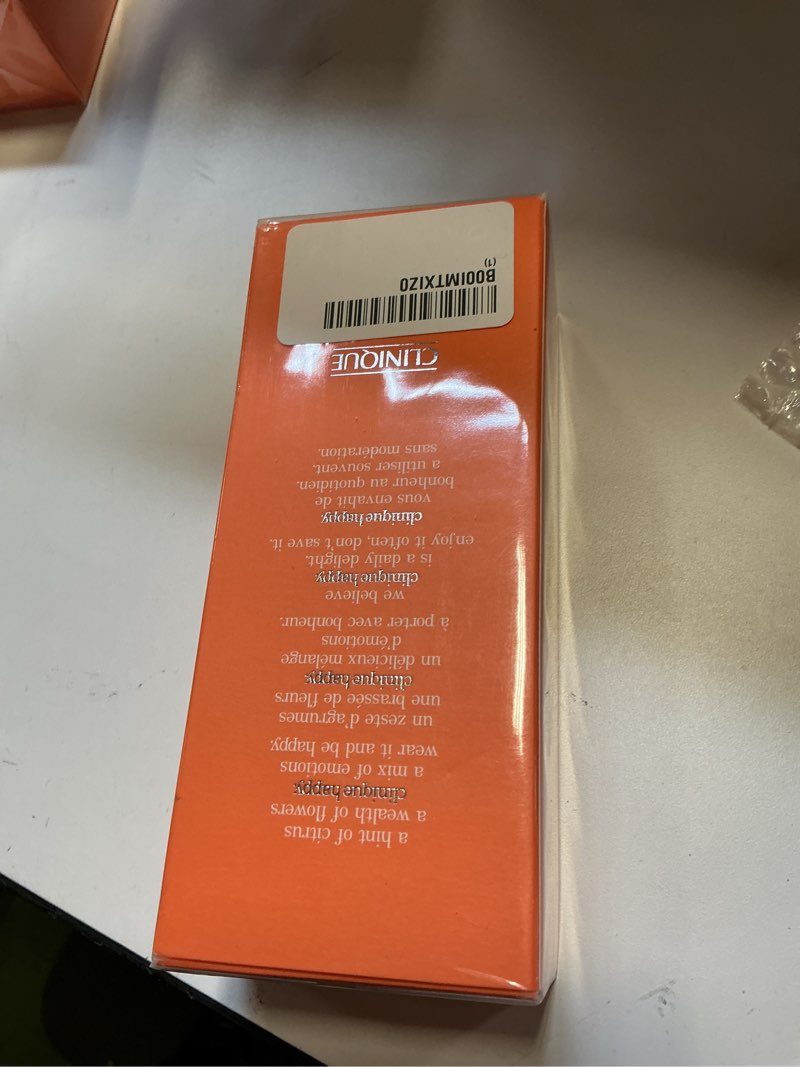 a hint of citrus
a wealth of flowers
clinique happy.
a mix of emotions
wear it and be happy.
un zeste d'agrumes
une brassée de fleurs
clinique happy.
un délicieux mélange
d'émotions
à porter avec bonheur.
we believe
clinique happy.
is a daily delight.
enjoy it often, don't save it.
clinique happy.
vous envahit de
bonheur au quotidien.
a utiliser souvent.
sans modération.
CLINIQUE
B00IMTXIZ0
(1)